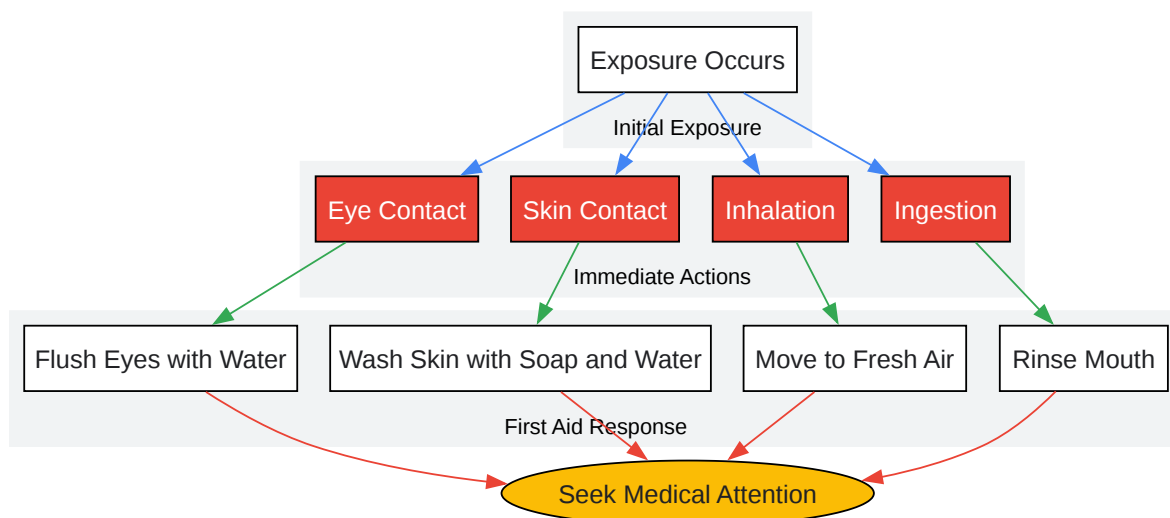 Exposure Occurs
Initial Exposure
Eye Contact
Skin Contact
Inhalation
Ingestion
Immediate Actions
Flush Eyes with Water
Wash Skin with Soap and Water
Move to Fresh Air
Rinse Mouth
First Aid Response
Seek Medical Attention